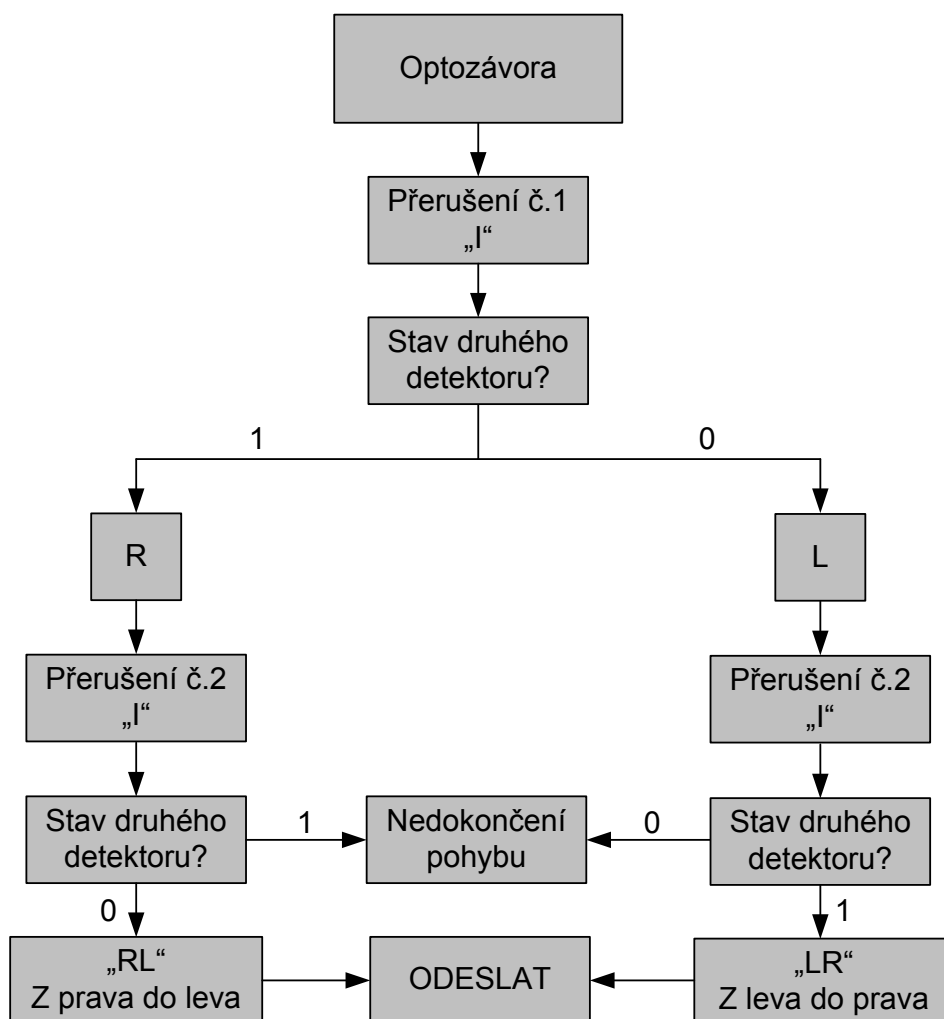 Optozávora
Přerušení č.1
„I“
Stav druhého
detektoru?
1
0
R
L
Přerušení č.2
„I“
Přerušení č.2
„I“
Stav druhého
detektoru?
1
Nedokončení
pohybu
0
Stav druhého
detektoru?
0
1
„RL“
Z prava do leva
ODESLAT
„LR“
Z leva do prava